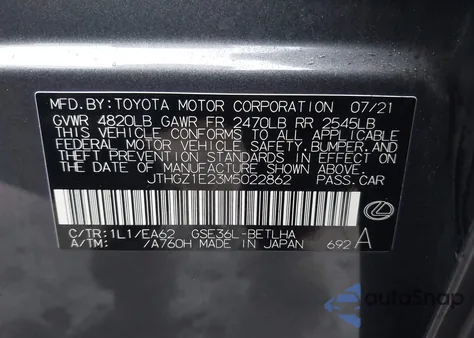 MFD.BY:TOYOTA MOTOR CORPORATION 07/21
GVWR 4820LB GAWR FR 2470LB RR 2545LB
THIS VEHICLE CONFORMS TO ALL APPLICABLE
FEDERAL MOTOR VEHICLE SAFETY,BUMPER,AND
THEFT PREVENTION STANDARDS IN EFFECT ON
THE DATE OF MANUFACTURE SHOWN ABOVE.
JTHGZ1E23M5022862 PASS.CAR
C/TR:1L1/EA62 GSE36L-BETLHA
A/TM: /A760H MADE IN JAPAN 692 A
AutoSnap